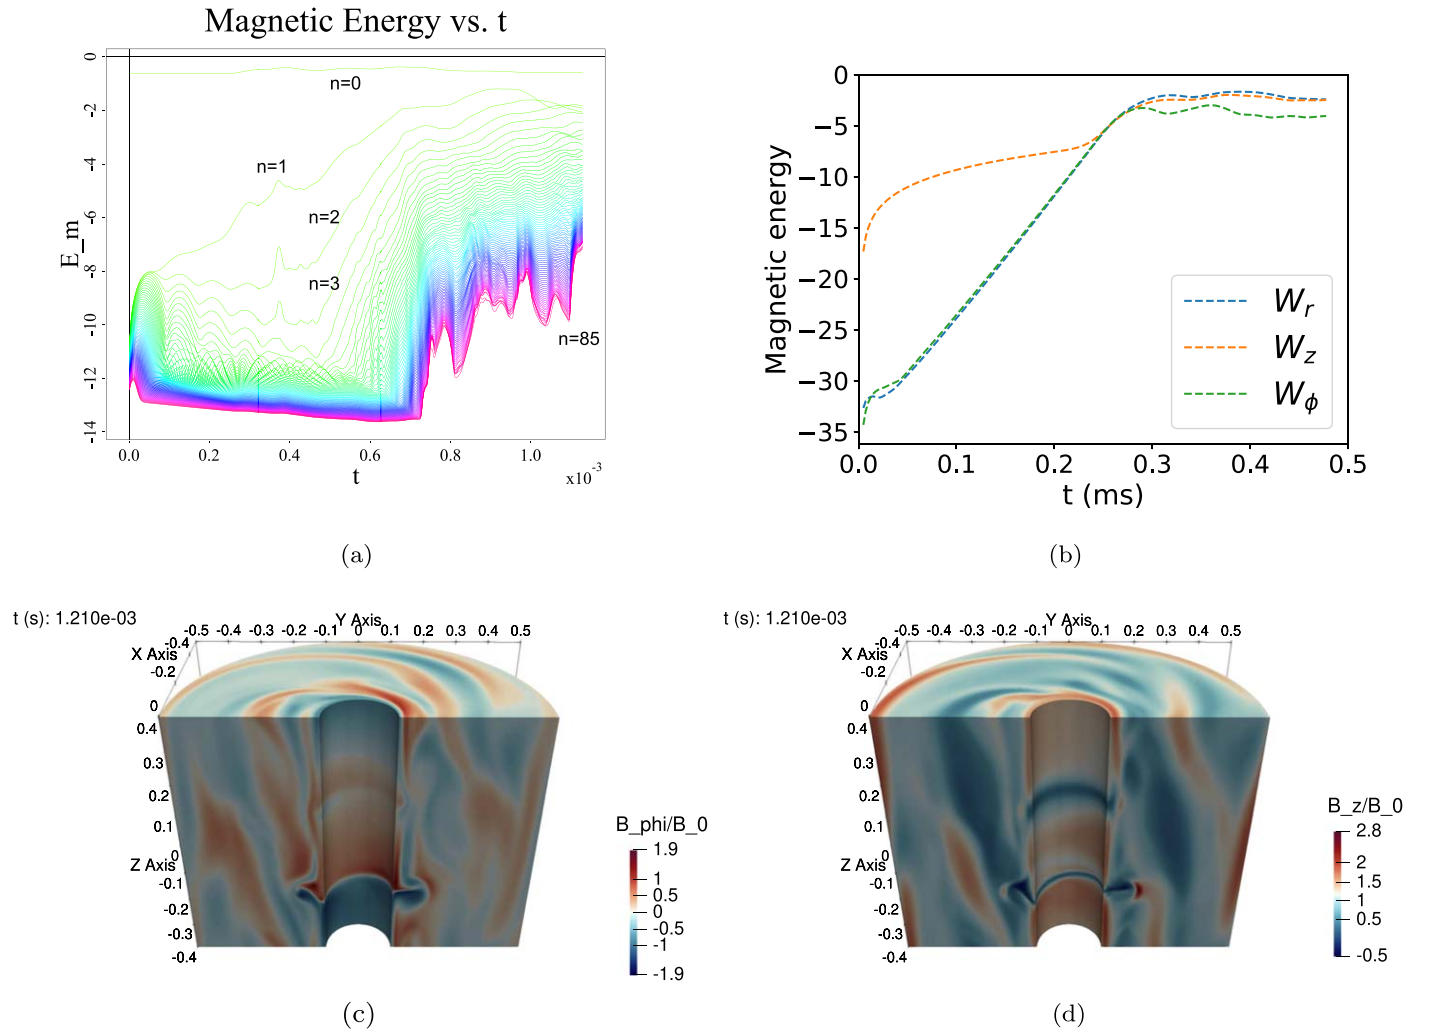 Magnetic Energy vs. t
E_m
0
-2
-4
-6
-8
-10
-12
-14
n=0
n=1
n=2
n=3
n=85
0.0 0.2 0.4 0.6 0.8 1.0
t
x10^-3
(a)
Magnetic energy
0
−5
−10
−15
−20
−25
−30
−35
W_r
W_z
W_ϕ
0.0 0.1 0.2 0.3 0.4 0.5
t (ms)
(b)
t (s): 1.210e-03
Y Axis
-0.5 -0.4 -0.3 -0.2 -0.1 0 0.1 0.2 0.3 0.4 0.5
X Axis
-0.4
-0.2
0
0.4
0.3
0.2
0.1
0
Z Axis
-0.1
-0.2
-0.3
-0.4
B_phi/B_0
1.9
1
0.5
0
-0.5
-1
-1.9
(c)
t (s): 1.210e-03
Y Axis
-0.5 -0.4 -0.3 -0.2 -0.1 0 0.1 0.2 0.3 0.4 0.5
X Axis
-0.4
-0.2
0
0.4
0.3
0.2
0.1
0
Z Axis
-0.1
-0.2
-0.3
-0.4
B_z/B_0
2.8
2
1.5
1
0.5
-0.5
(d)